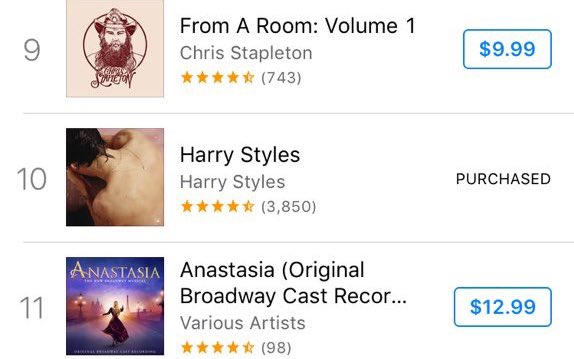 9
From A Room: Volume 1
Chris Stapleton
(743)
$9.99
CHRIS
STAPLETON
10
Harry Styles
Harry Styles
(3,850)
PURCHASED
11
Anastasia (Original
Broadway Cast Recor...
Various Artists
(98)
$12.99
ANASTASIA
THE NEW BROADWAY MUSICAL
ORIGINAL BROADWAY CAST RECORDING